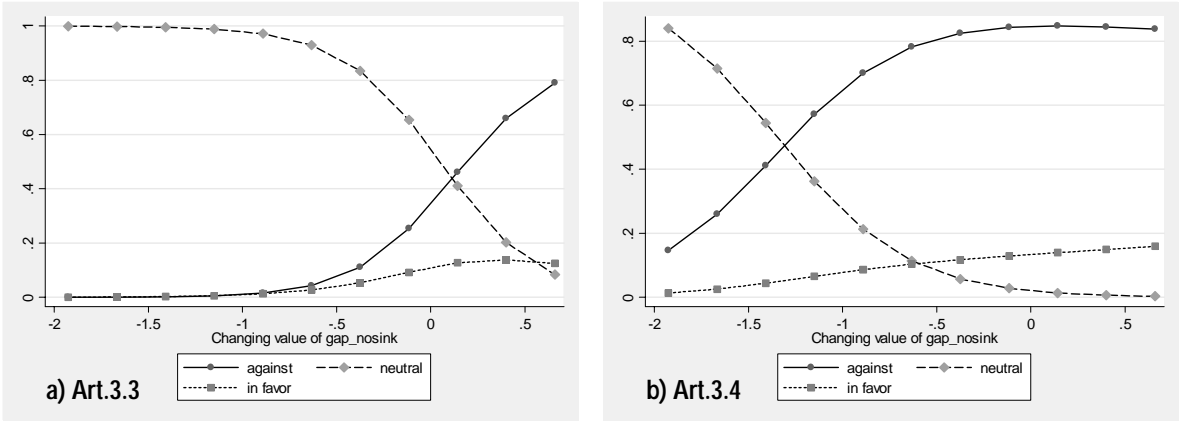 1
.8
.6
.4
.2
0
-2 -1.5 -1 -.5 0 .5
Changing value of gap_nosink
against neutral
in favor
a) Art.3.3
.8
.6
.4
.2
0
-2 -1.5 -1 -.5 0 .5
Changing value of gap_nosink
against neutral
in favor
b) Art.3.4